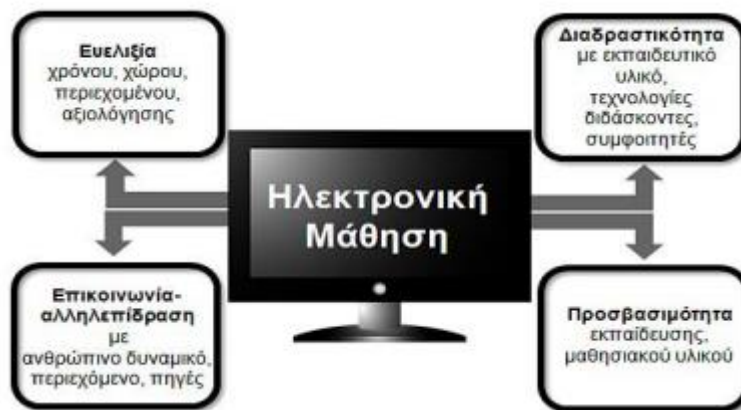 Ευελιξία
χρόνου, χώρου,
περιεχομένου,
αξιολόγησης
Διαδραστικότητα
με εκπαιδευτικό
υλικό,
τεχνολογίες
διδάσκοντες,
συμφοιτητές
Ηλεκτρονική
Μάθηση
Επικοινωνία-
αλληλεπίδραση
με
ανθρώπινο δυναμικό,
περιεχόμενο, πηγές
Προσβασιμότητα
εκπαίδευσης,
μαθησιακού υλικού